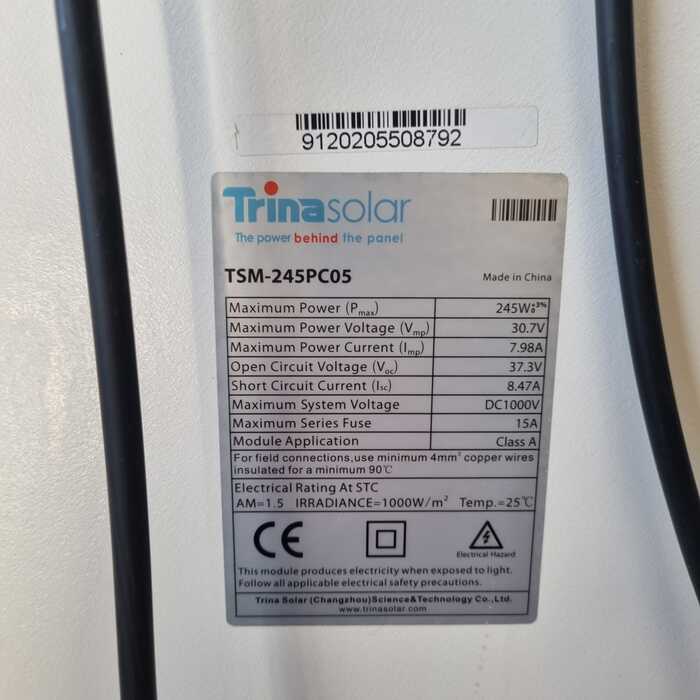 9120205508792
Trinasolar
The power behind the panel
TSM-245PC05 Made in China
Maximum Power (Pmax) 245W +3% 0
Maximum Power Voltage (Vmp) 30.7V
Maximum Power Current (Imp) 7.98A
Open Circuit Voltage (Voc) 37.3V
Short Circuit Current (Isc) 8.47A
Maximum System Voltage DC1000V
Maximum Series Fuse 15A
Module Application Class A
For field connections,use minimum 4mm² copper wires
insulated for a minimum 90℃
Electrical Rating At STC
AM=1.5 IRRADIANCE=1000W/m² Temp.=25℃
CE
Electrical Hazard
This module produces electricity when exposed to light.
Follow all applicable electrical safety precautions.
Trina Solar (Changzhou)Science&Technology Co.,Ltd.
www.trinasolar.com